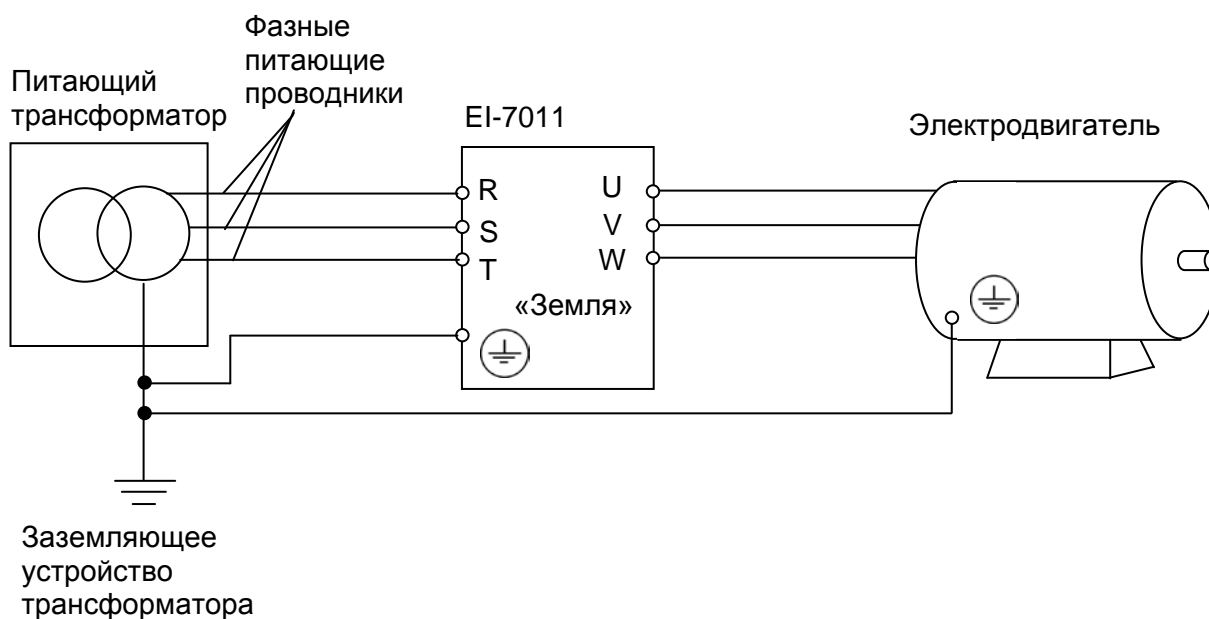 Фазные
питающие
проводники
Питающий
трансформатор
EI-7011
Электродвигатель
R
U
S
V
T
W
«Земля»
Заземляющее
устройство
трансформатора